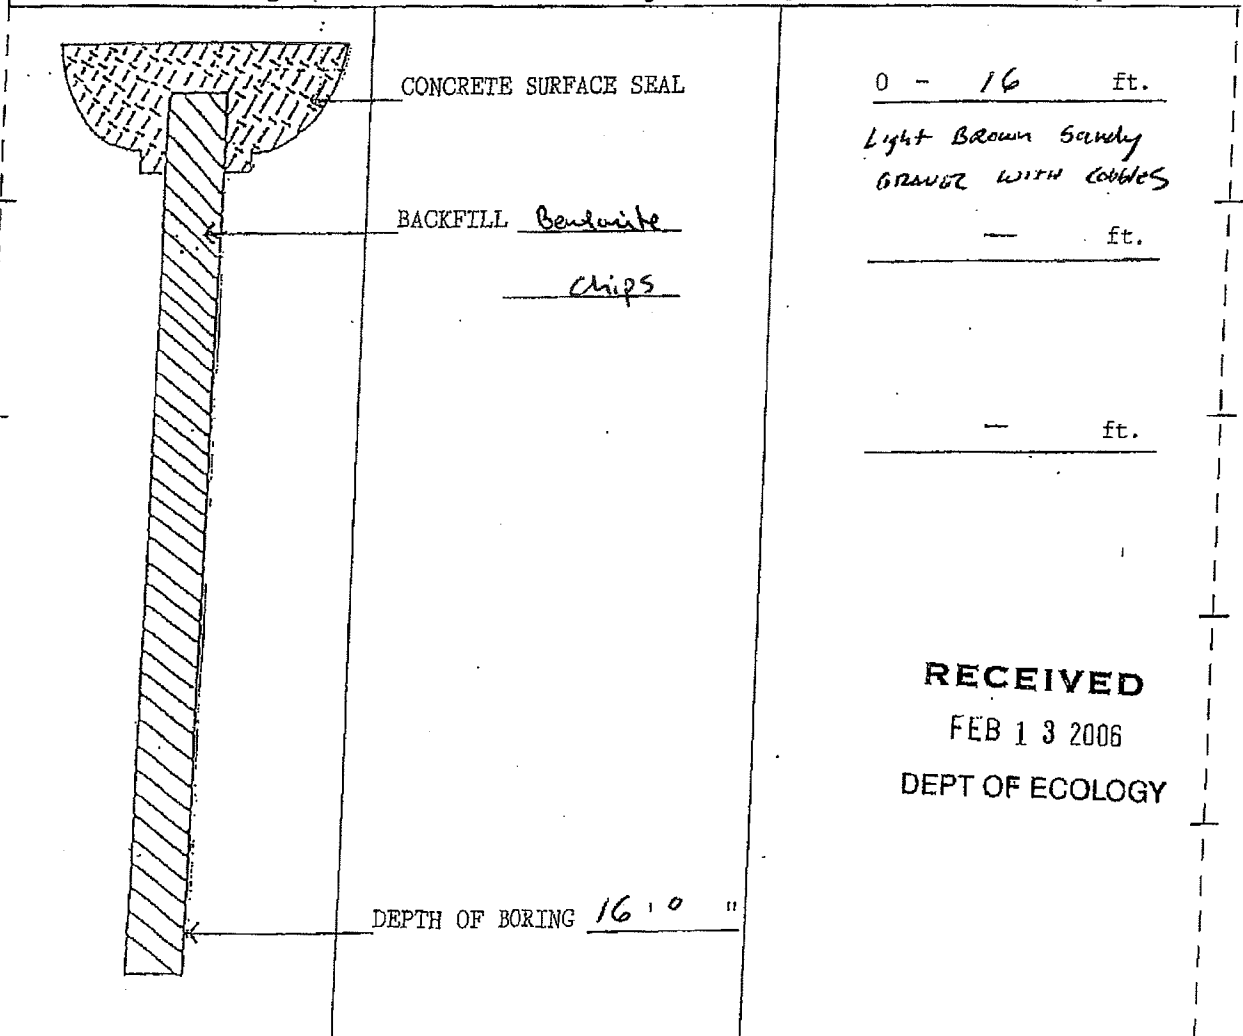 CONCRETE SURFACE SEAL
0 - 16 ft.
Light Brown Sandy
GRAVEL WITH Cobbles
BACKFILL Bentonite
Chips
- ft.
- ft.
RECEIVED
FEB 13 2006
DEPT OF ECOLOGY
DEPTH OF BORING 16 ' 0 "